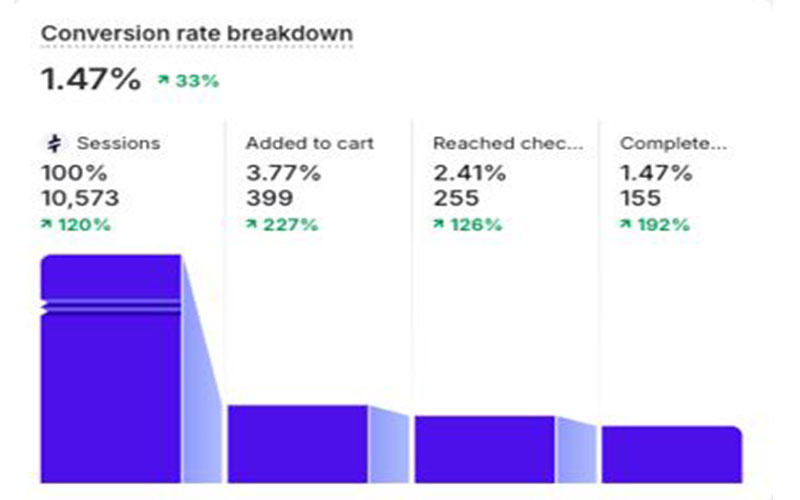 Conversion rate breakdown
1.47% ↗ 33%
Sessions
100%
10,573
↗ 120%
Added to cart
3.77%
399
↗ 227%
Reached chec...
2.41%
255
↗ 126%
Complete...
1.47%
155
↗ 192%